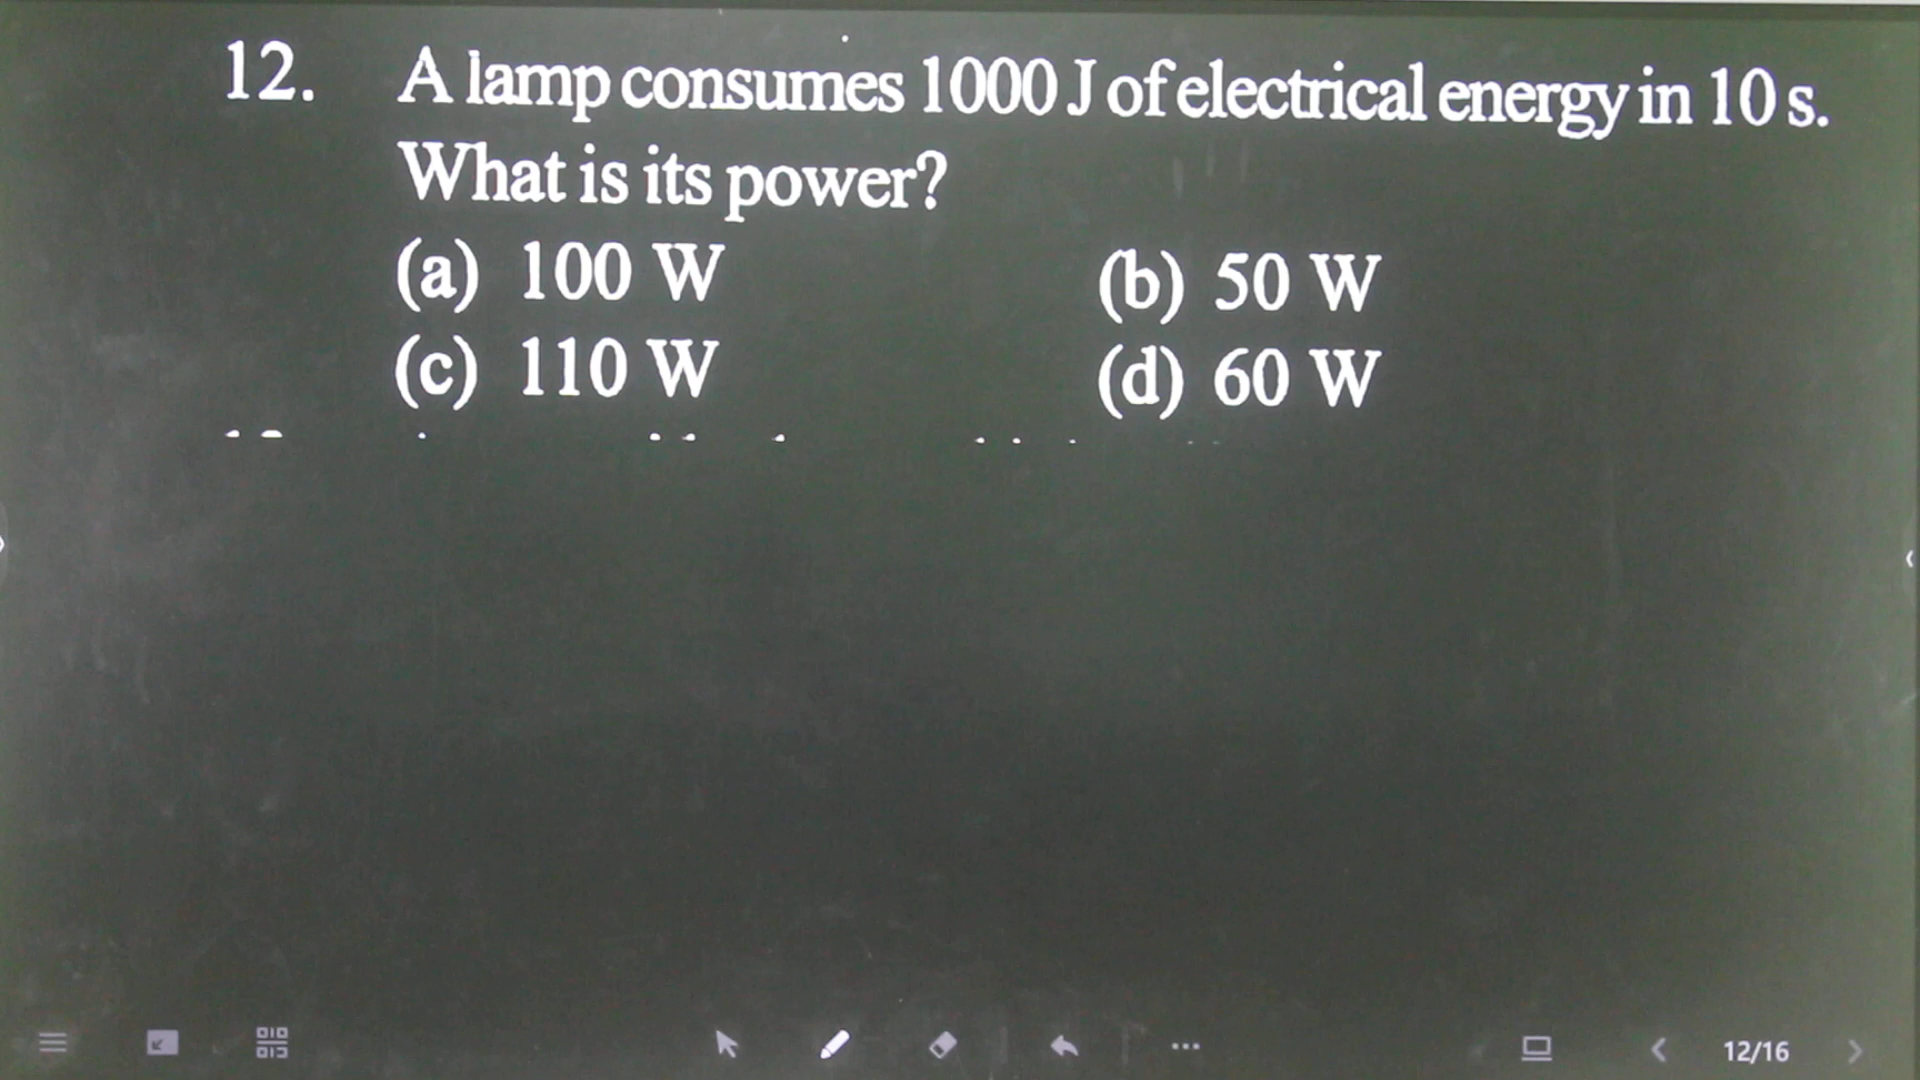 12. A lamp consumes 1000 J of electrical energy in 10 s.
What is its power?
(a) 100 W (b) 50 W
(c) 110 W (d) 60 W
12/16